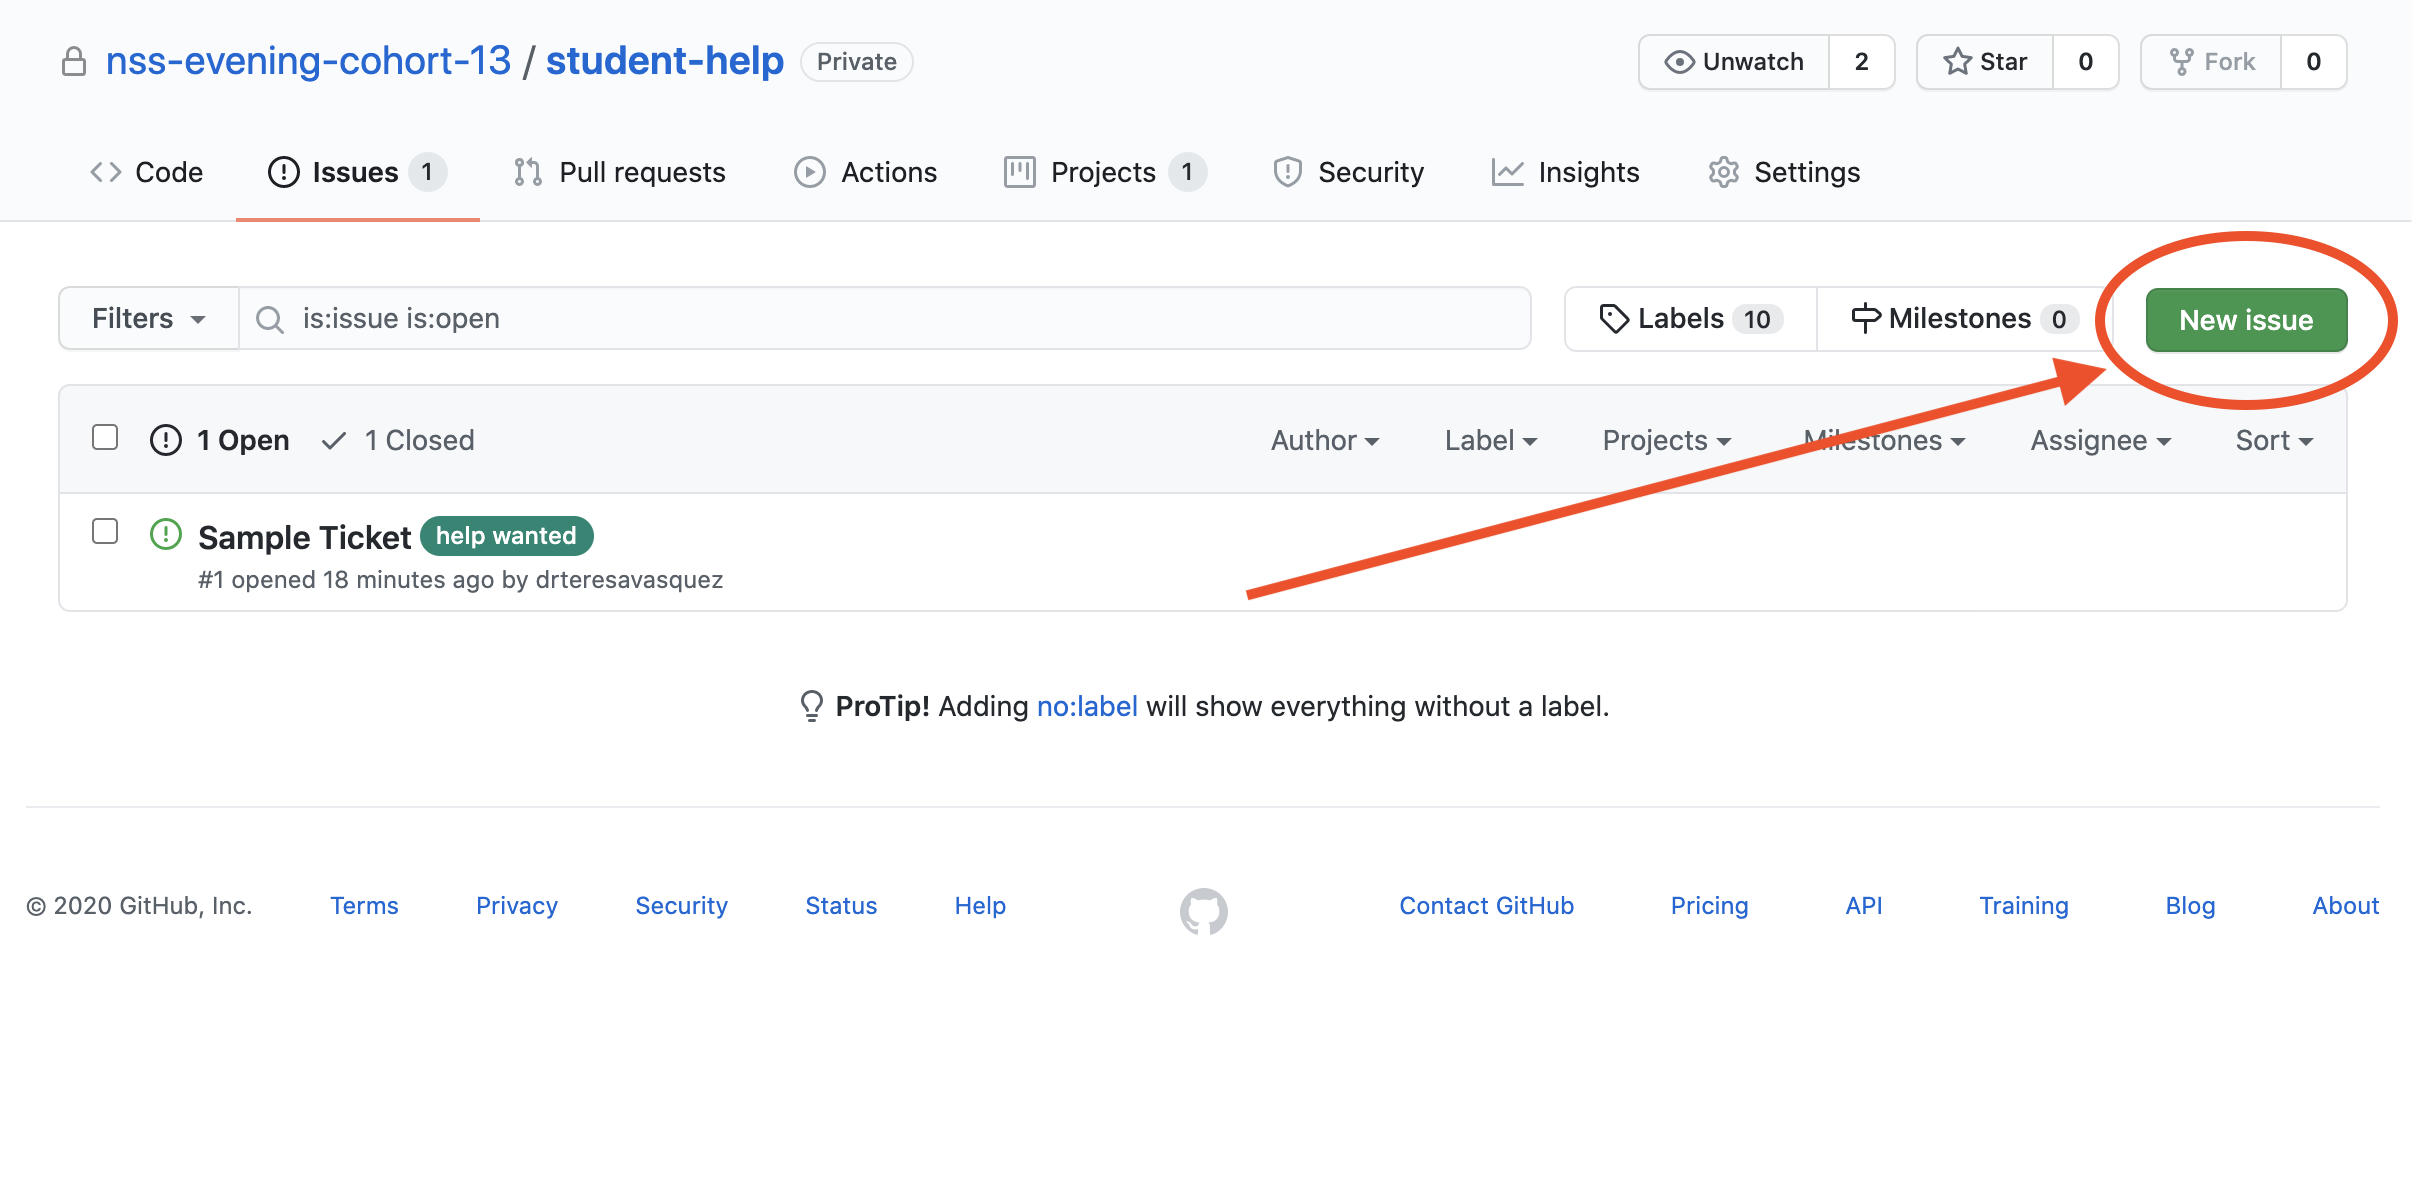 nss-evening-cohort-13 / student-help Private Unwatch 2 Star 0 Fork 0
Code Issues 1 Pull requests Actions Projects 1 Security Insights Settings
Filters is:issue is:open Labels 10 Milestones 0 New issue
1 Open 1 Closed Author Label Projects Milestones Assignee Sort
Sample Ticket help wanted
#1 opened 18 minutes ago by drteresavasquez
ProTip! Adding no:label will show everything without a label.
© 2020 GitHub, Inc. Terms Privacy Security Status Help Contact GitHub Pricing API Training Blog About